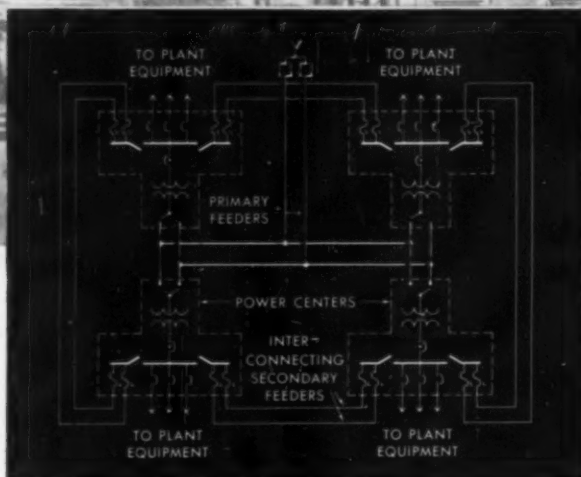 TO PLANT
EQUIPMENT
TO PLANT
EQUIPMENT
PRIMARY
FEEDERS
POWER CENTERS
INTER-
CONNECTING
SECONDARY
FEEDERS
TO PLANT
EQUIPMENT
TO PLANT
EQUIPMENT